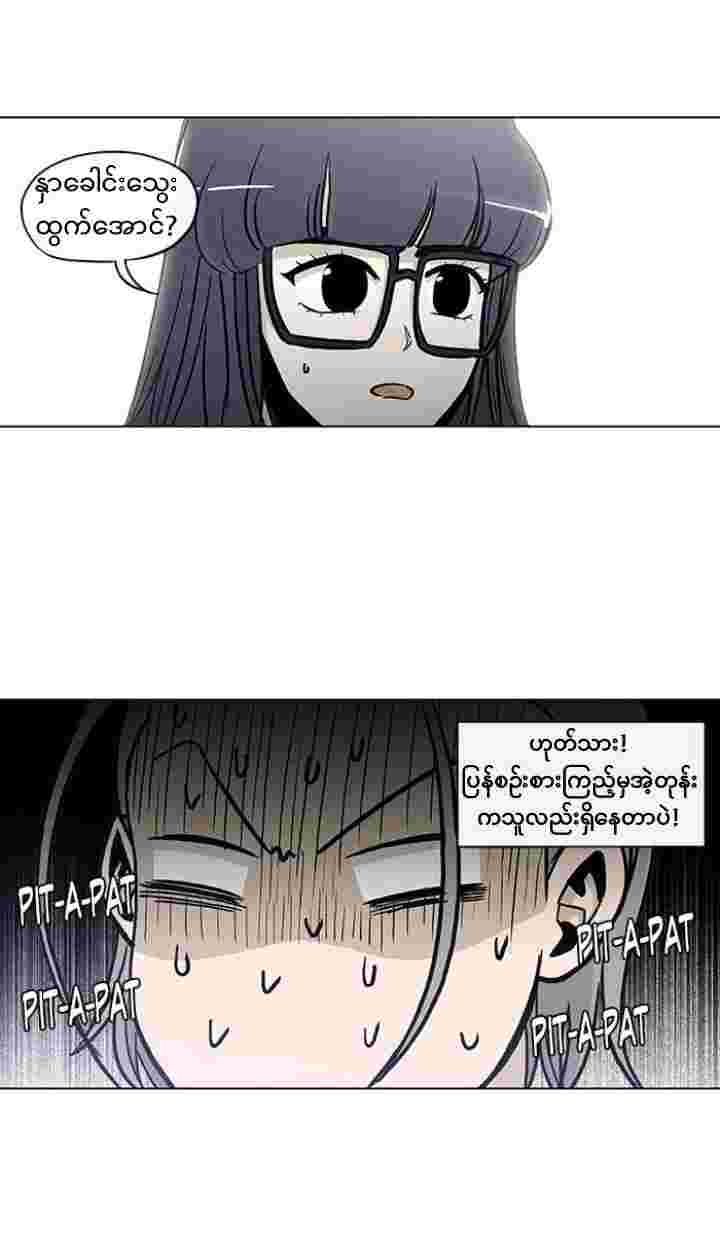 နှာခေါင်းသွေး
ထွက်အောင်?
ဟုတ်သား!
ပြန်စဉ်းစားကြည့်မှအဲ့တုန်း
ကသူလည်းရှိနေတာပဲ!
PIT-A-PAT
PIT-A-PAT
PIT-A-PAT
PIT-A-PAT